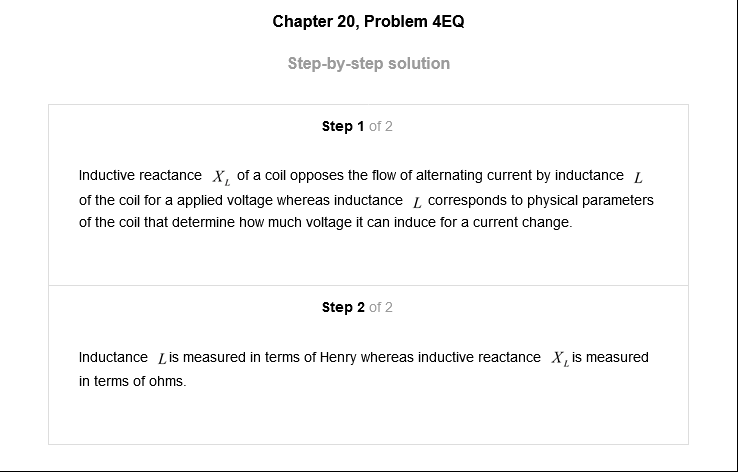 Chapter 20, Problem 4EQ
Step-by-step solution
Step 1 of 2
Inductive reactance X_L of a coil opposes the flow of alternating current by inductance L
of the coil for a applied voltage whereas inductance L corresponds to physical parameters
of the coil that determine how much voltage it can induce for a current change.
Step 2 of 2
Inductance L is measured in terms of Henry whereas inductive reactance X_L is measured
in terms of ohms.